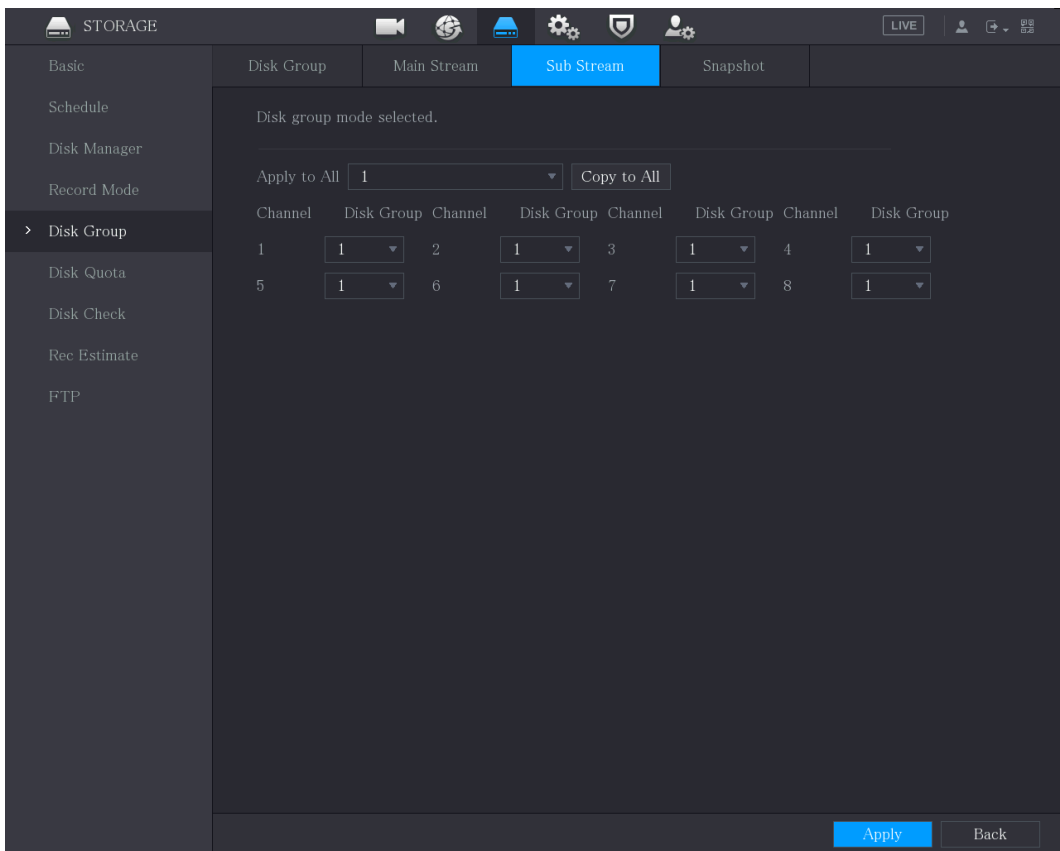 STORAGE LIVE
Basic
Schedule
Disk Manager
Record Mode
Disk Group
Disk Quota
Disk Check
Rec Estimate
FTP
Disk Group Main Stream Sub Stream Snapshot
Disk group mode selected.
Apply to All 1 Copy to All
Channel Disk Group Channel Disk Group Channel Disk Group Channel Disk Group
1 1 2 1 3 1 4 1
5 1 6 1 7 1 8 1
Apply Back